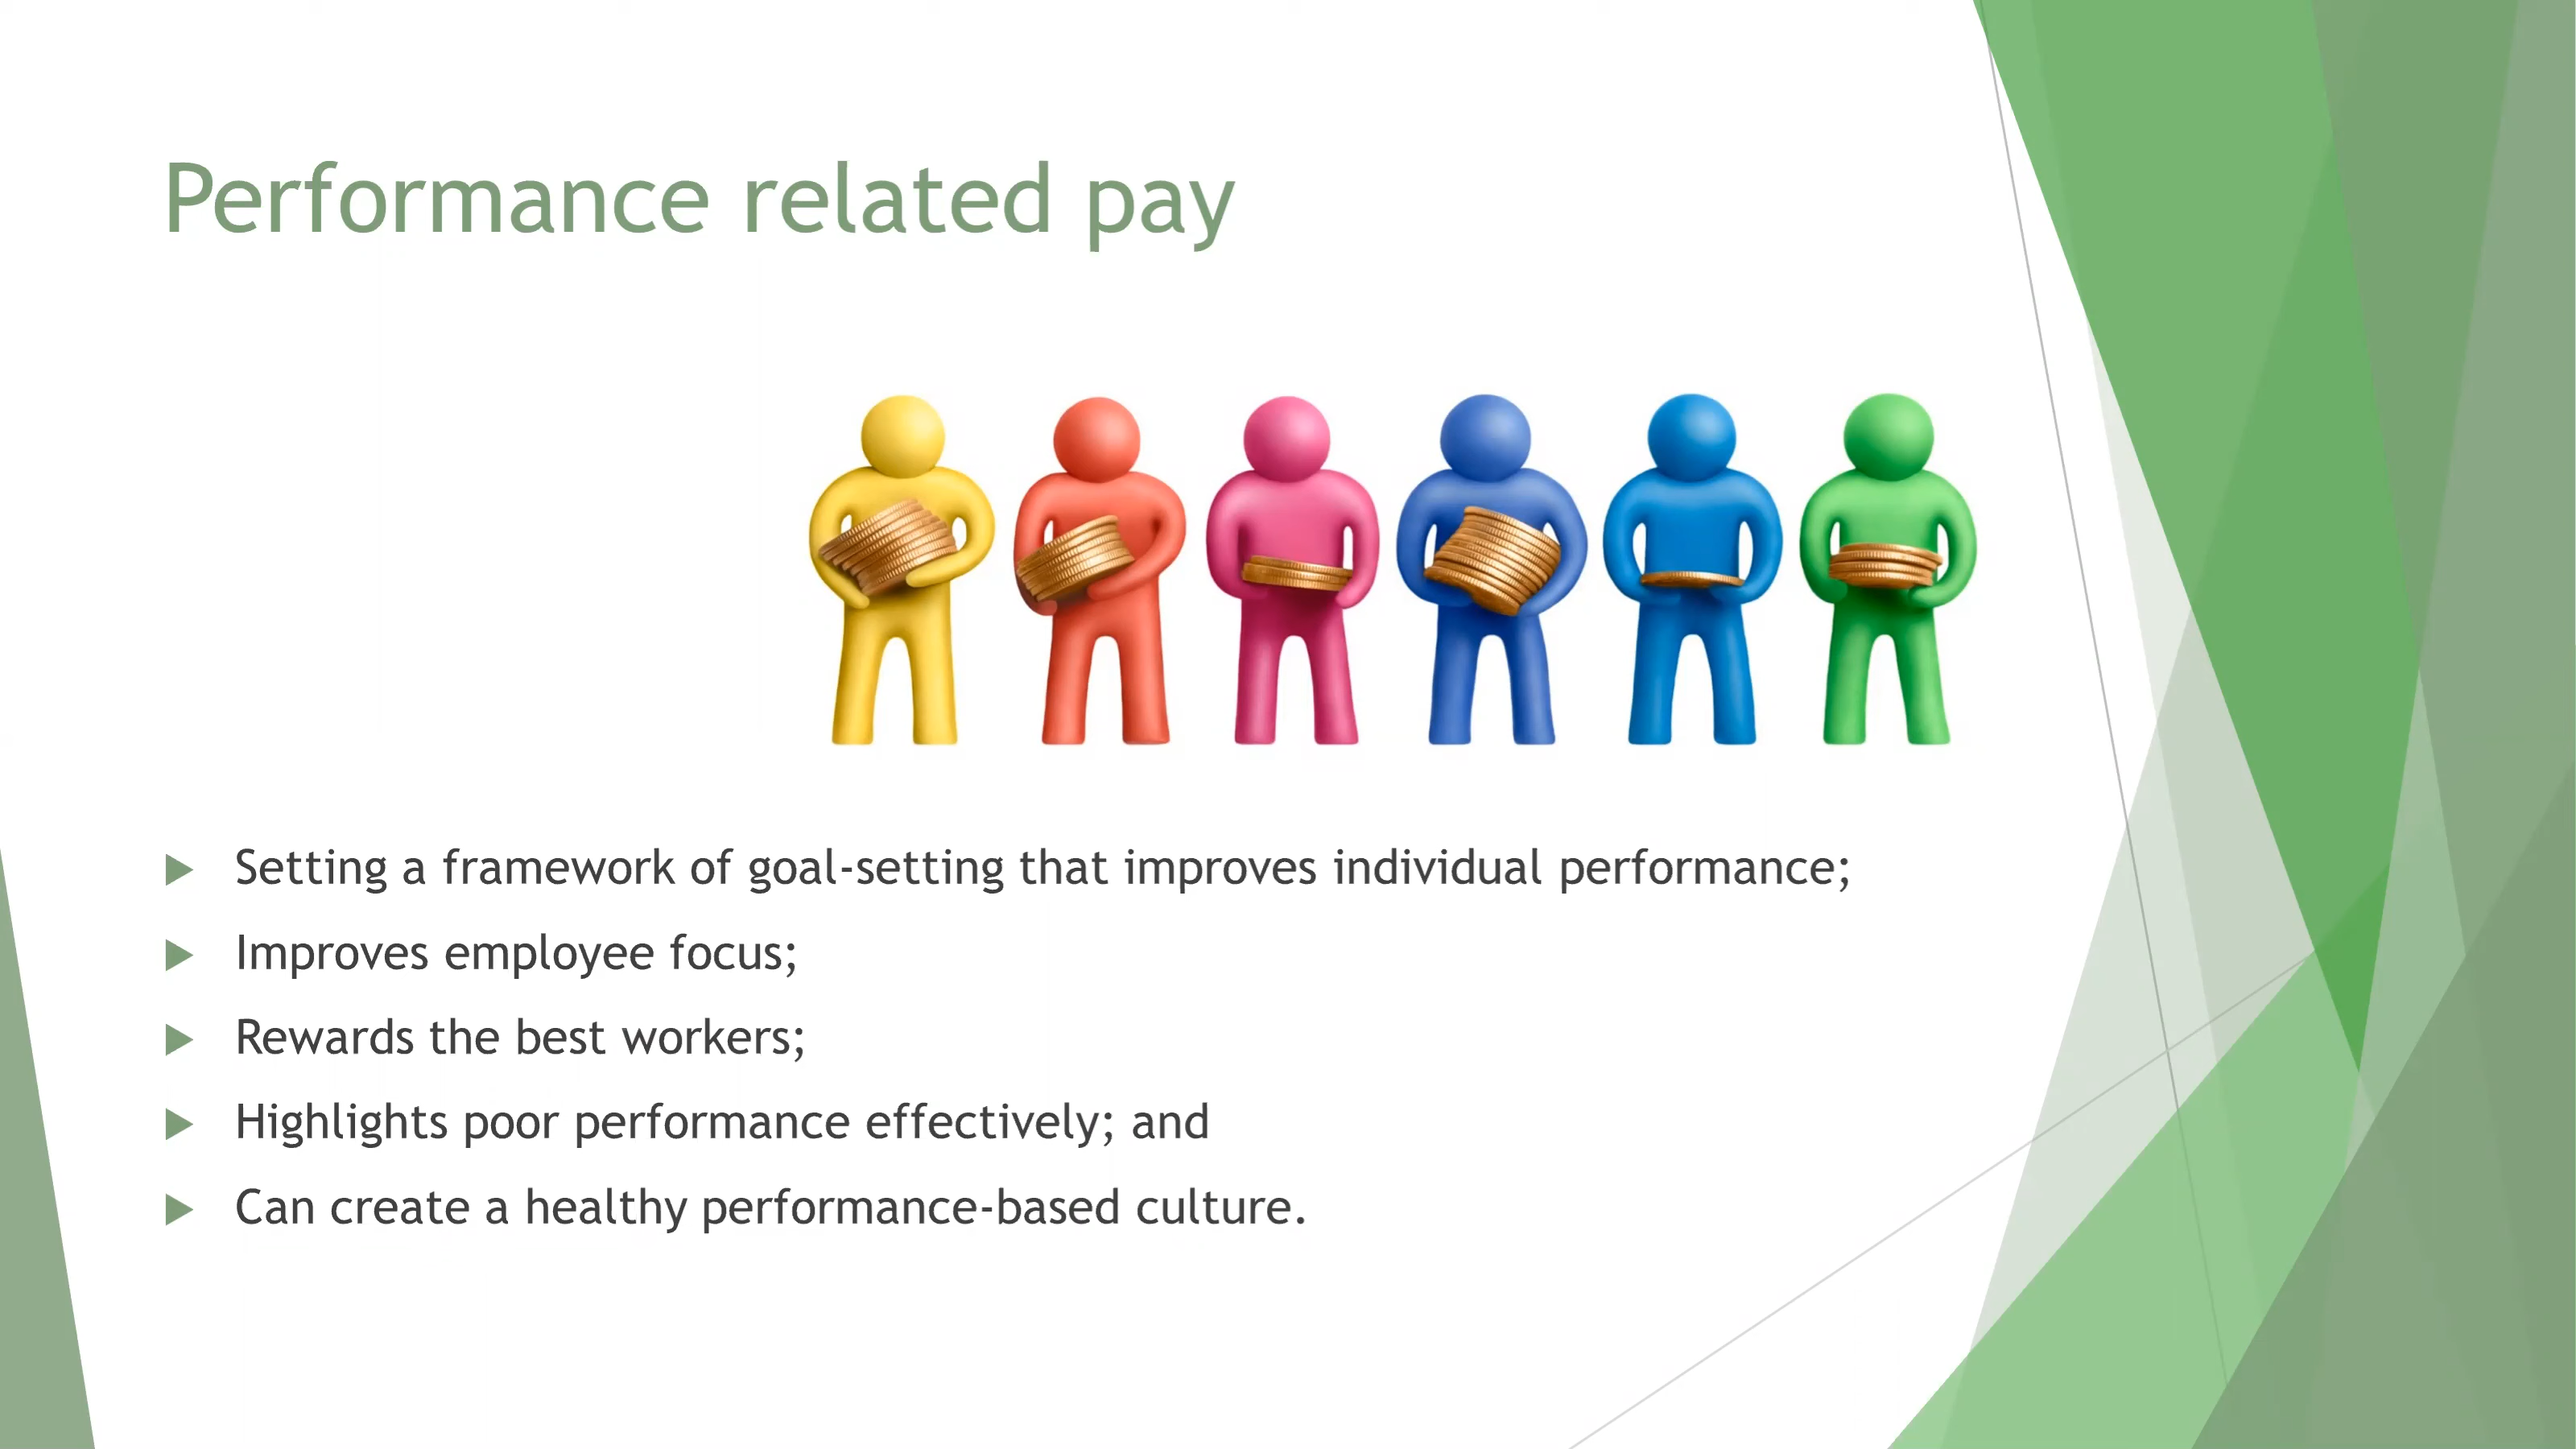 Performance related pay
Setting a framework of goal-setting that improves individual performance;
Improves employee focus;
Rewards the best workers;
Highlights poor performance effectively; and
Can create a healthy performance-based culture.